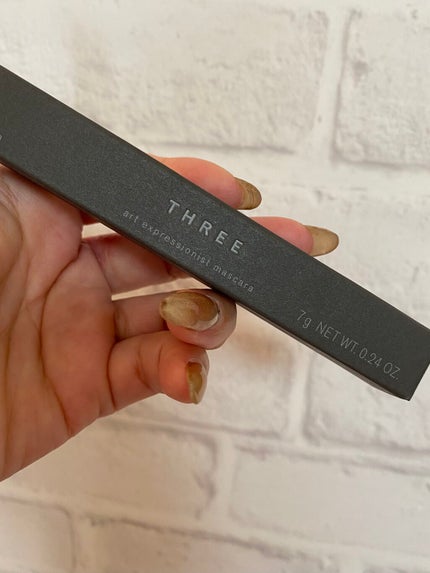 THREE
art expressionist mascara
7g NET WT. 0.24 OZ.